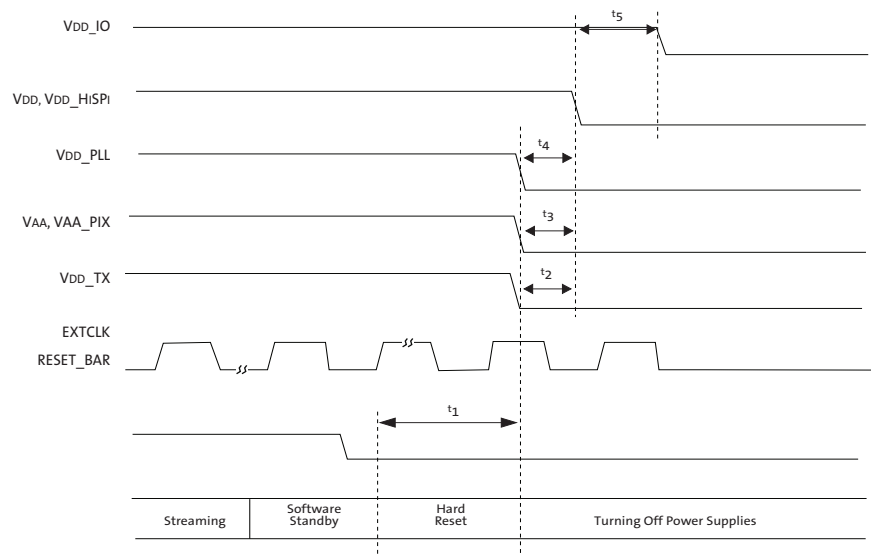 VDD_IO
t5
VDD, VDD_HiSPi
VDD_PLL
t4
VAA, VAA_PIX
t3
VDD_TX
t2
EXTCLK
RESET_BAR
t1
Streaming
Software
Standby
Hard
Reset
Turning Off Power Supplies